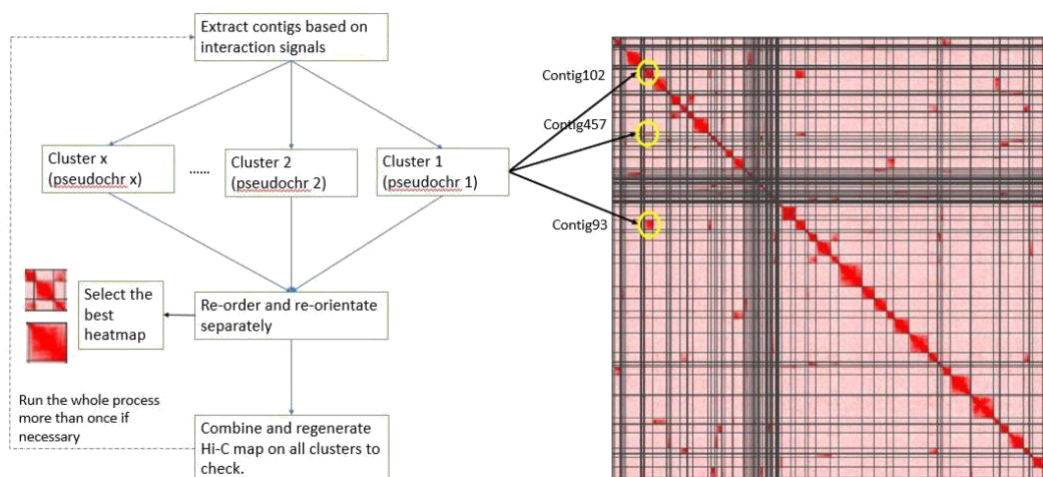 Extract contigs based on
interaction signals
Contig102
Contig457
Contig93
Cluster x
(pseudochr x)
......
Cluster 2
(pseudochr 2)
Cluster 1
(pseudochr 1)
Select the
best
heatmap
Re-order and re-orientate
separately
Run the whole process
more than once if
necessary
Combine and regenerate
Hi-C map on all clusters to
check.